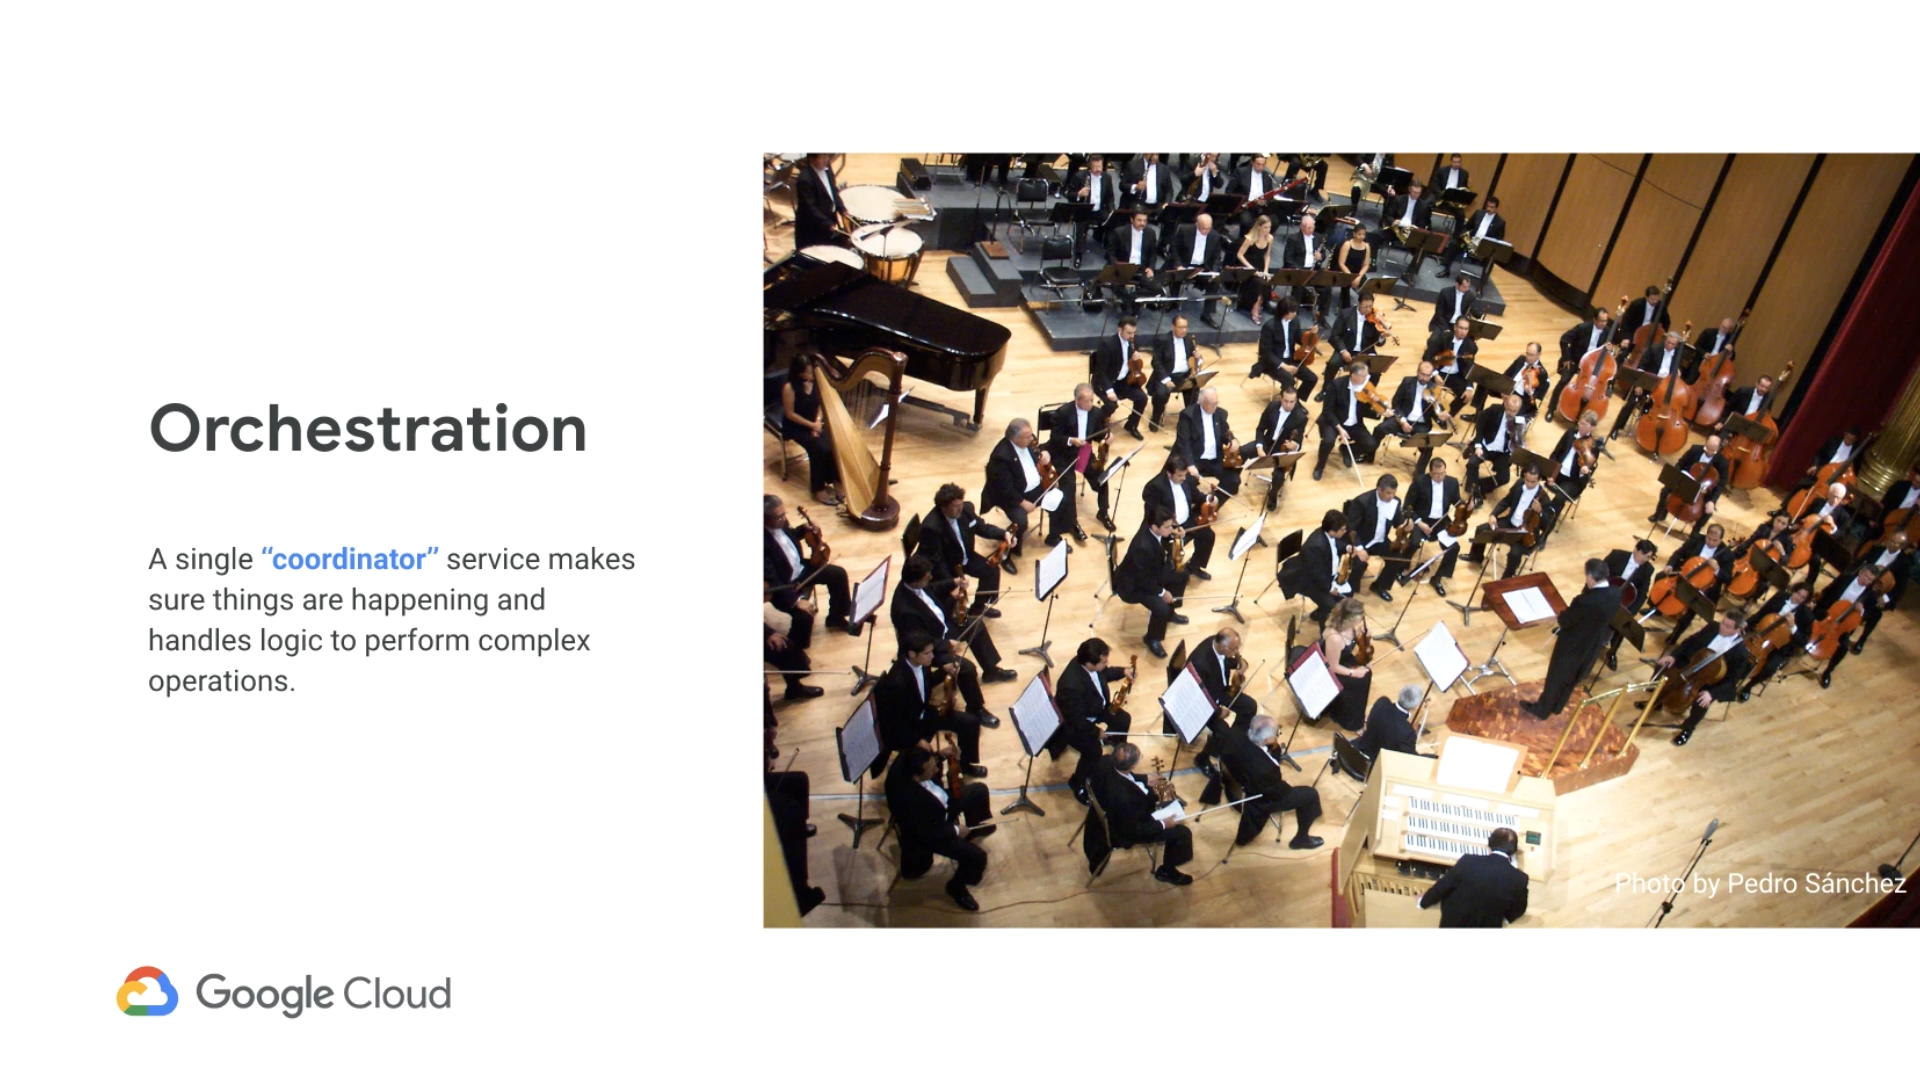 Orchestration
A single “coordinator” service makes
sure things are happening and
handles logic to perform complex
operations.
Photo by Pedro Sánchez
Google Cloud